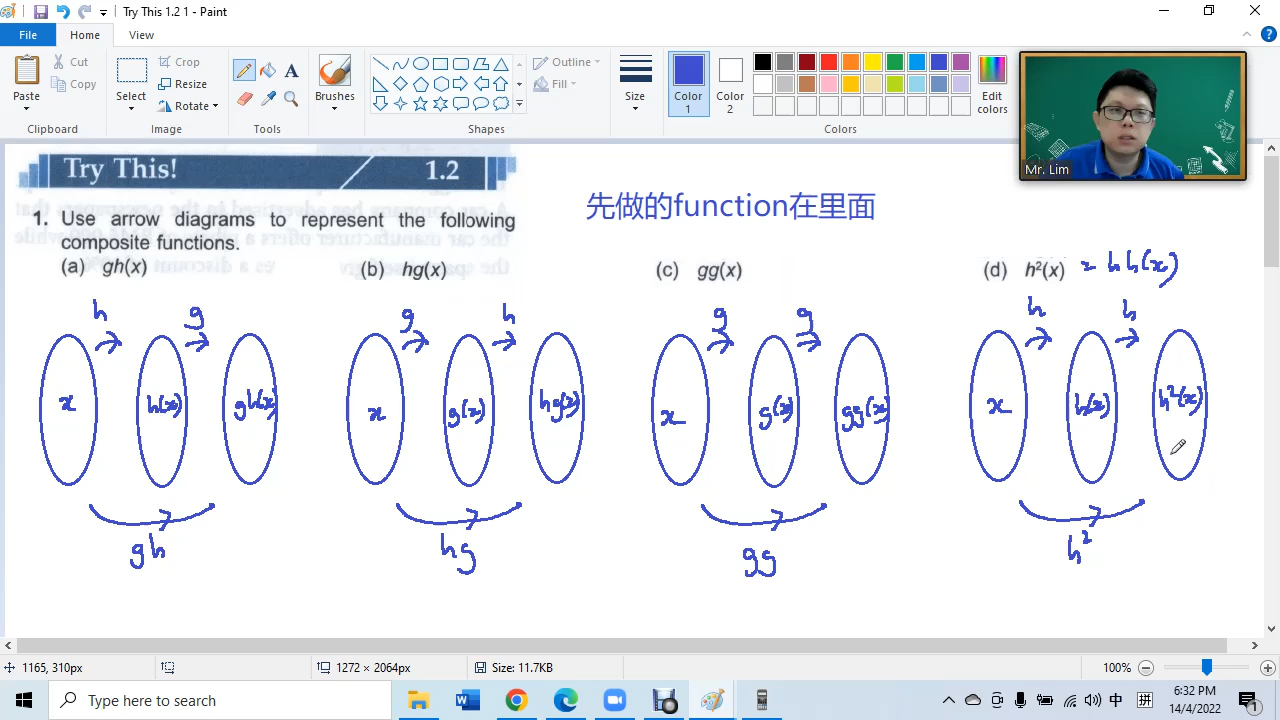 Try This 1.2 1 - Paint
File Home View
Cut
Copy
Paste
Clipboard
Select
Crop
Resize
Rotate
Image
A
Tools
Brushes
Shapes
Outline
Fill
Size
Color 1
Color 2
Edit colors
Colors
Mr. Lim
Try This! 1.2
先做的function在里面
1. Use arrow diagrams to represent the following
composite functions.
(a) gh(x) (b) hg(x) (c) gg(x) (d) h²(x) = hh(x)
h g g h g g h h
x h(x) gh(x) x g(x) hg(x) x g(x) gg(x) x h(x) h²(x)
gh hg gg h²
1165, 310px 1272 × 2064px Size: 11.7KB 100%
Type here to search
中 拼
6:32 PM
14/4/2022
1